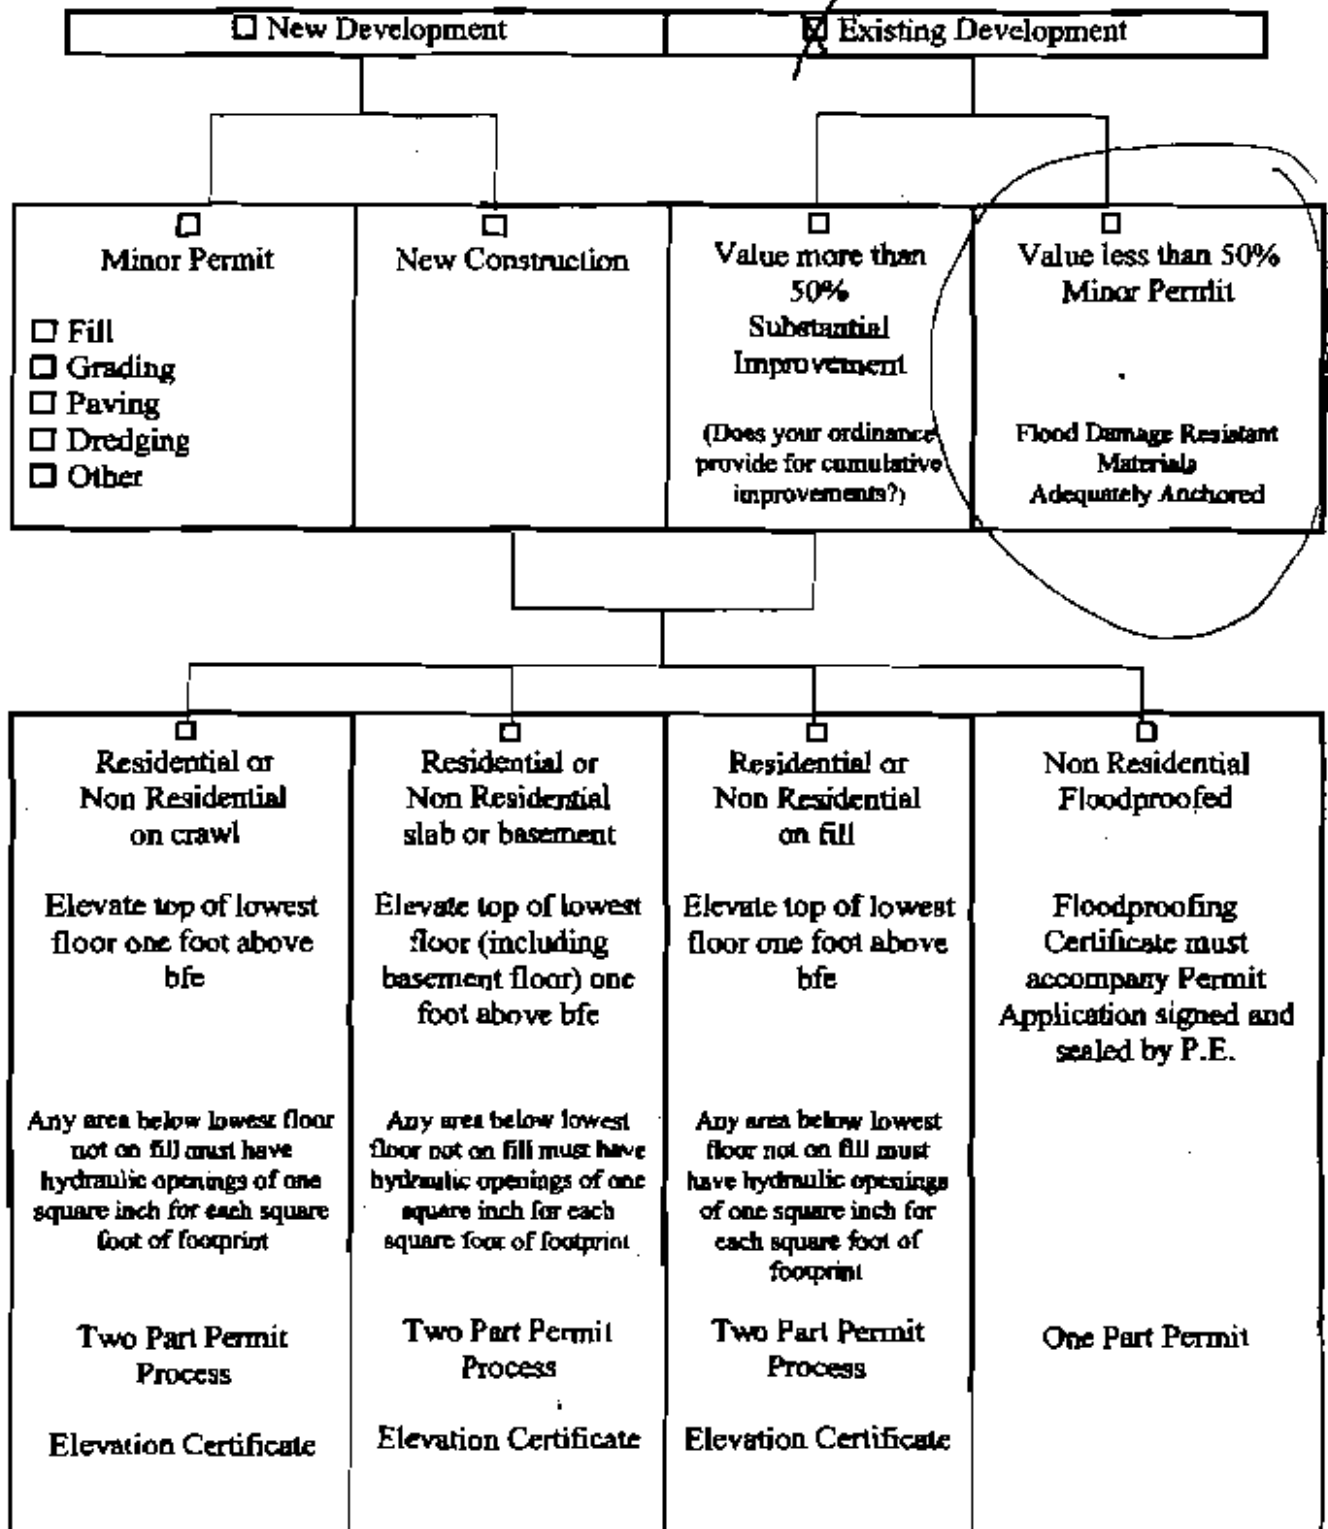 ☐ New Development
☒ Existing Development
☐
Minor Permit
☐ Fill
☐ Grading
☐ Paving
☐ Dredging
☐ Other
☐
New Construction
☐
Value more than
50%
Substantial
Improvement
(Does your ordinance
provide for cumulative
improvements?)
☐
Value less than 50%
Minor Permit
Flood Damage Resistant
Materials
Adequately Anchored
☐
Residential or
Non Residential
on crawl
Elevate top of lowest
floor one foot above
bfe
Any area below lowest floor
not on fill must have
hydraulic openings of one
square inch for each square
foot of footprint
Two Part Permit
Process
Elevation Certificate
☐
Residential or
Non Residential
slab or basement
Elevate top of lowest
floor (including
basement floor) one
foot above bfe
Any area below lowest
floor not on fill must have
hydraulic openings of one
square inch for each
square foot of footprint
Two Part Permit
Process
Elevation Certificate
☐
Residential or
Non Residential
on fill
Elevate top of lowest
floor one foot above
bfe
Any area below lowest
floor not on fill must
have hydraulic openings
of one square inch for
each square foot of
footprint
Two Part Permit
Process
Elevation Certificate
☐
Non Residential
Floodproofed
Floodproofing
Certificate must
accompany Permit
Application signed and
sealed by P.E.
One Part Permit